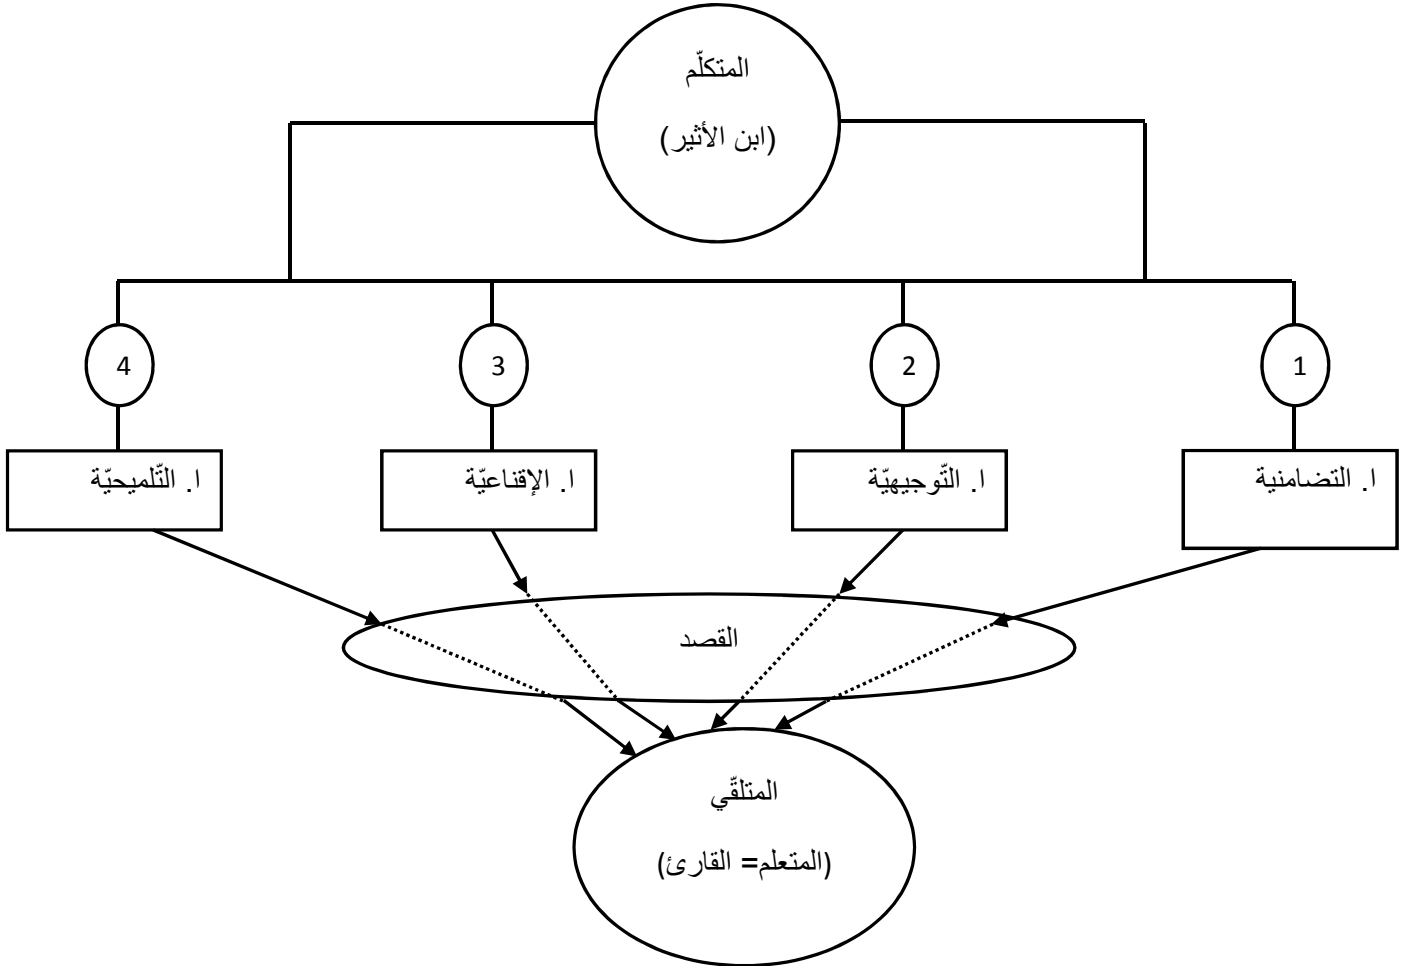 المتكلّم
(ابن الأثير)
1
2
3
4
ا. التضامنية
ا. التّوجيهيّة
ا. الإقناعيّة
ا. التّلميحيّة
القصد
المتلقّي
(المتعلم= القارئ)